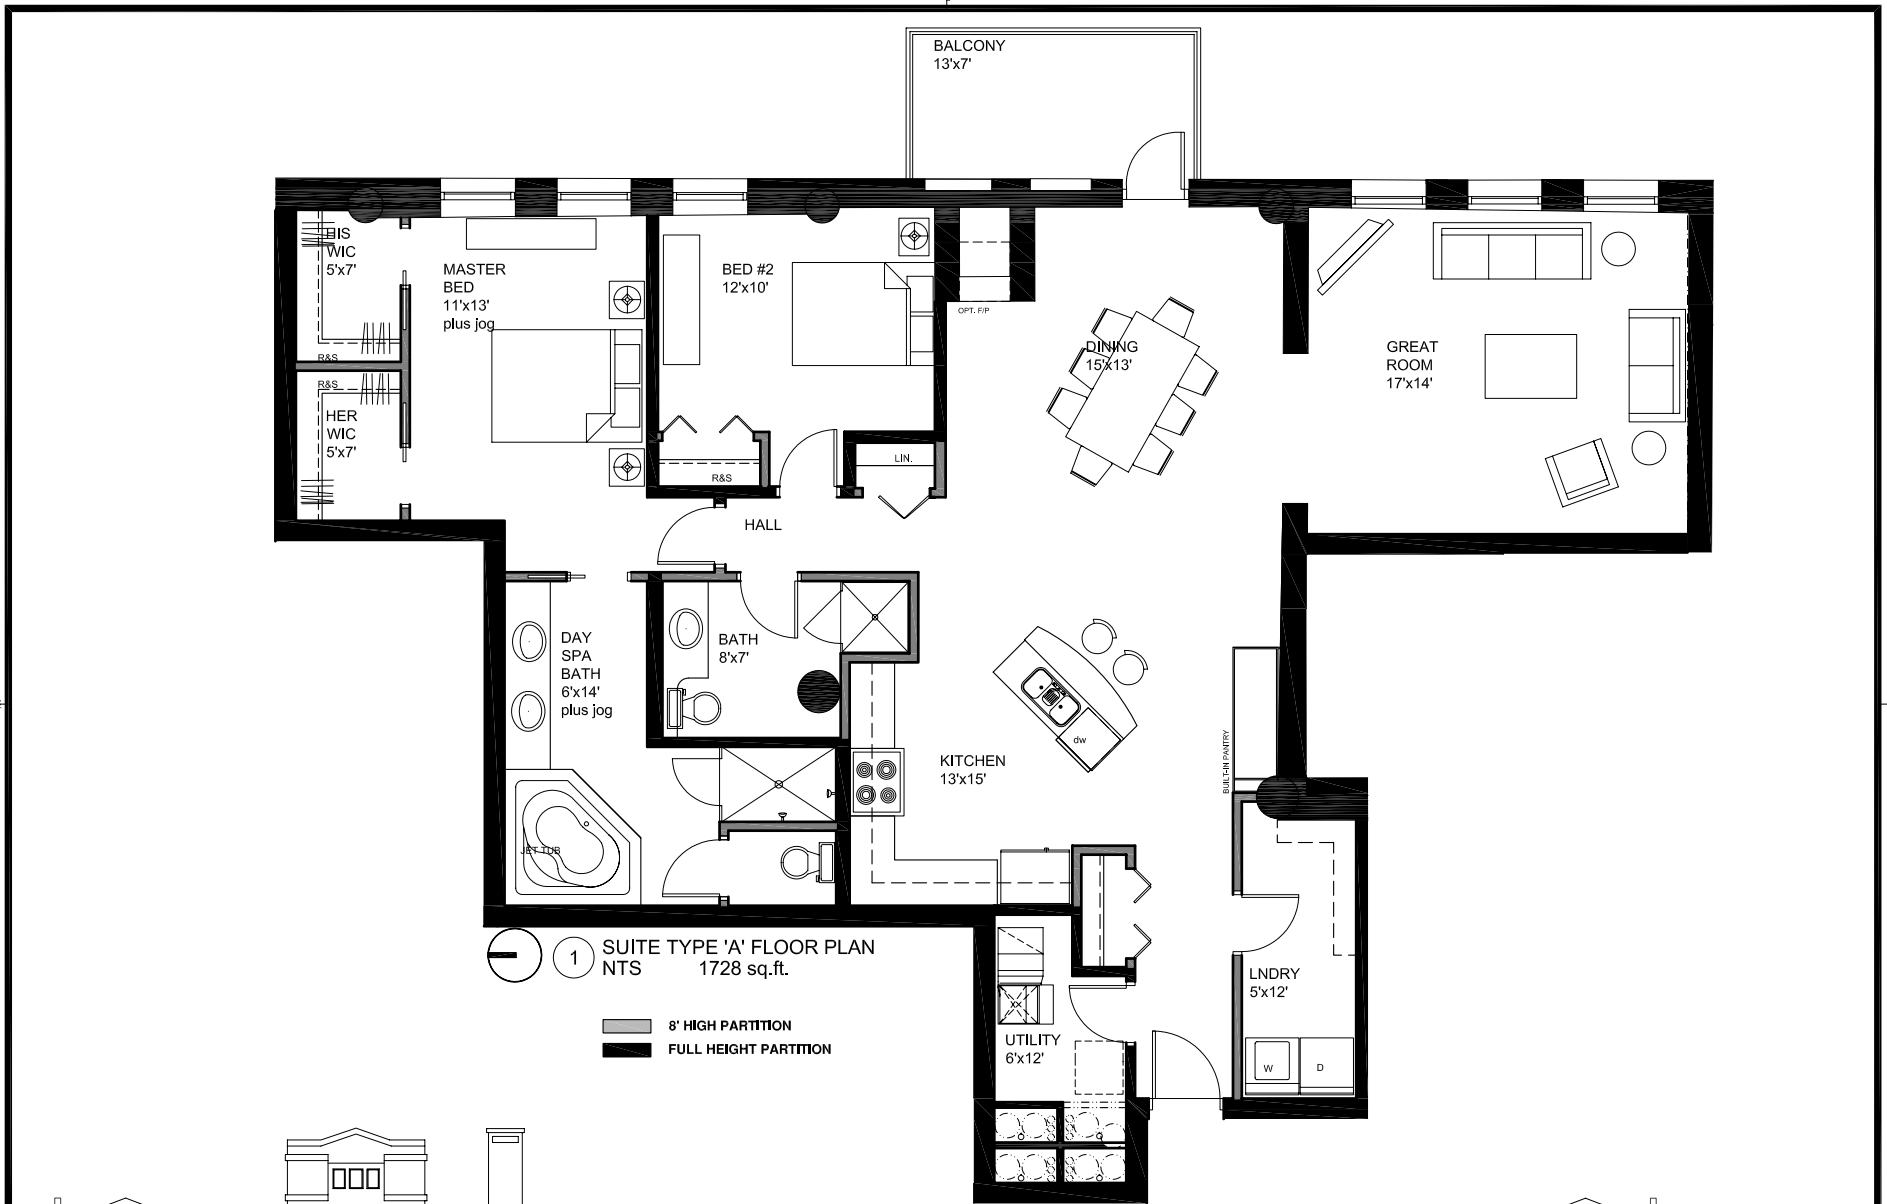 BALCONY
13'x7'
HIS
WIC
5'x7'
R&S
R&S
HER
WIC
5'x7'
MASTER
BED
11'x13'
plus jog
BED #2
12'x10'
R&S
LIN.
OPT. F/P
DINING
15'x13'
GREAT
ROOM
17'x14'
HALL
DAY
SPA
BATH
6'x14'
plus jog
JET TUB
BATH
8'x7'
KITCHEN
13'x15'
dw
BUILT-IN PANTRY
LNDRY
5'x12'
W
D
UTILITY
6'x12'
XX
1
SUITE TYPE 'A' FLOOR PLAN
NTS 1728 sq.ft.
8' HIGH PARTITION
FULL HEIGHT PARTITION